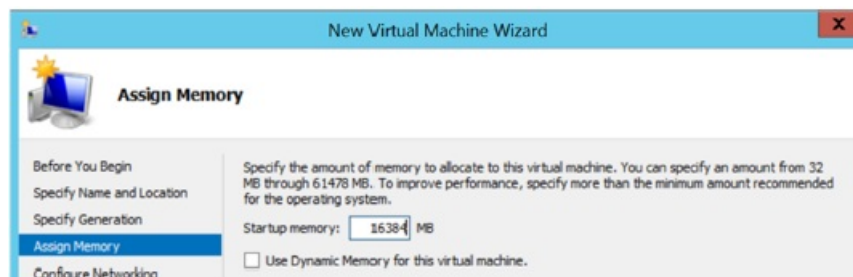 New Virtual Machine Wizard
X
Assign Memory
Before You Begin
Specify Name and Location
Specify Generation
Assign Memory
Configure Networking
Specify the amount of memory to allocate to this virtual machine. You can specify an amount from 32
MB through 61478 MB. To improve performance, specify more than the minimum amount recommended
for the operating system.
Startup memory: 16384 MB
Use Dynamic Memory for this virtual machine.